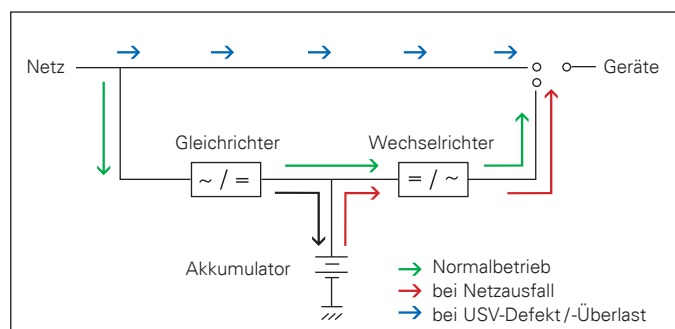 Netz
Geräte
Gleichrichter
Wechselrichter
~ / =
= / ~
Akkumulator
Normalbetrieb
bei Netzausfall
bei USV-Defekt/-Überlast